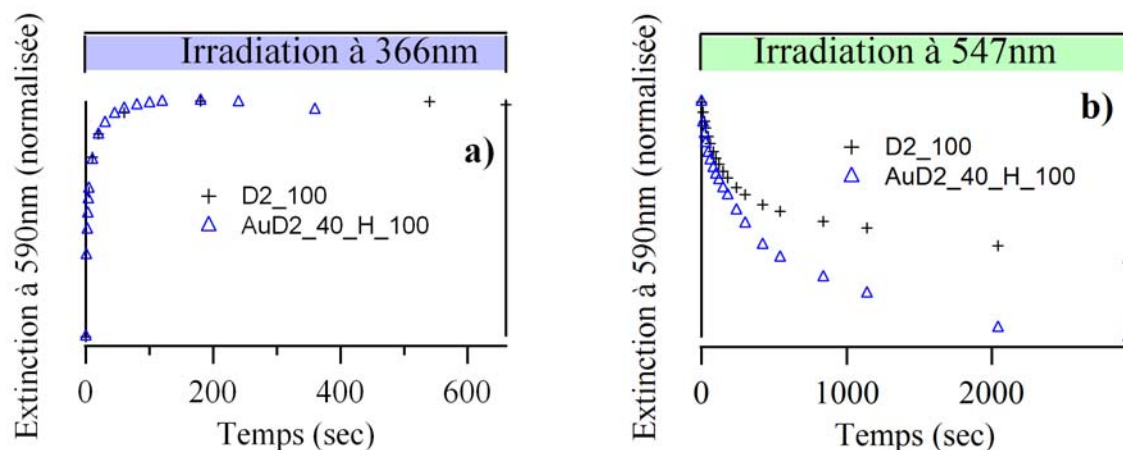 Irradiation à 366nm
Extinction à 590nm (normalisée)
a)
D2_100
AuD2_40_H_100
0
200
400
600
Temps (sec)
Irradiation à 547nm
Extinction à 590nm (normalisée)
b)
D2_100
AuD2_40_H_100
0
1000
2000
Temps (sec)